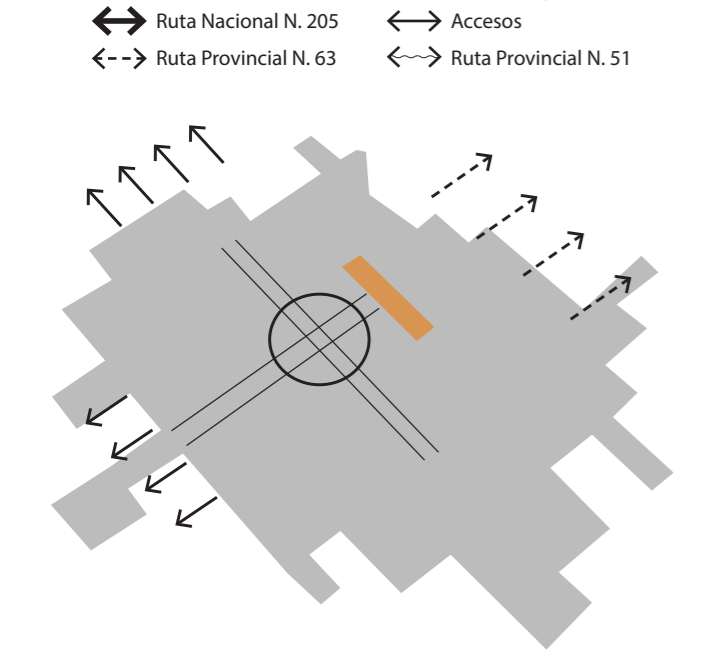 Ruta Nacional N. 205
Accesos
Ruta Provincial N. 63
Ruta Provincial N. 51